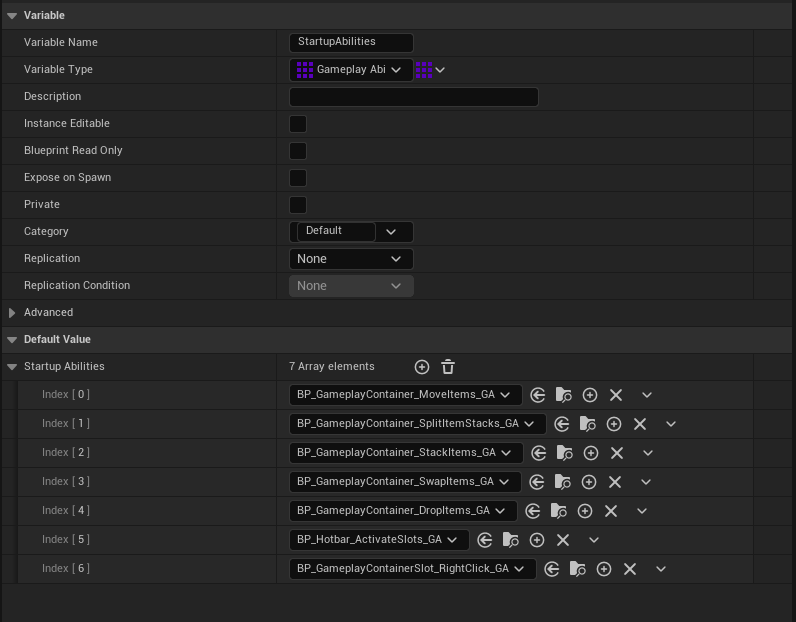 Variable
Variable Name StartupAbilities
Variable Type Gameplay Abi
Description
Instance Editable
Blueprint Read Only
Expose on Spawn
Private
Category Default
Replication None
Replication Condition None
Advanced
Default Value
Startup Abilities 7 Array elements
Index [ 0 ] BP_GameplayContainer_MoveItems_GA
Index [ 1 ] BP_GameplayContainer_SplitItemStacks_GA
Index [ 2 ] BP_GameplayContainer_StackItems_GA
Index [ 3 ] BP_GameplayContainer_SwapItems_GA
Index [ 4 ] BP_GameplayContainer_DropItems_GA
Index [ 5 ] BP_Hotbar_ActivateSlots_GA
Index [ 6 ] BP_GameplayContainerSlot_RightClick_GA